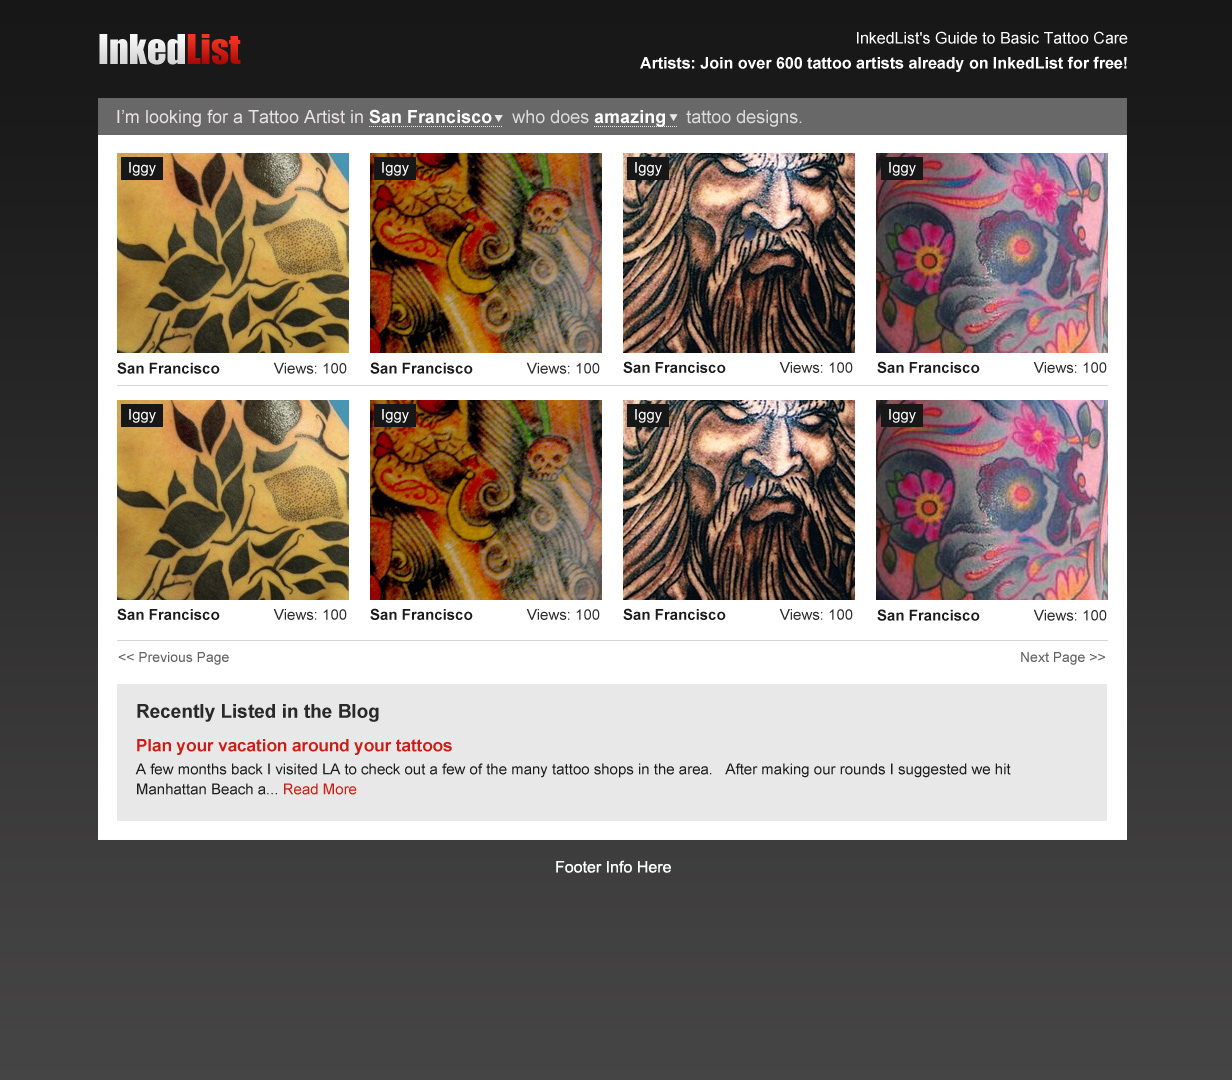 InkedList
InkedList's Guide to Basic Tattoo Care
Artists: Join over 600 tattoo artists already on InkedList for free!
I'm looking for a Tattoo Artist in San Francisco who does amazing tattoo designs.
Iggy Iggy Iggy Iggy
San Francisco Views: 100 San Francisco Views: 100 San Francisco Views: 100 San Francisco Views: 100
Iggy Iggy Iggy Iggy
San Francisco Views: 100 San Francisco Views: 100 San Francisco Views: 100 San Francisco Views: 100
<< Previous Page Next Page >>
Recently Listed in the Blog
Plan your vacation around your tattoos
A few months back I visited LA to check out a few of the many tattoo shops in the area. After making our rounds I suggested we hit
Manhattan Beach a... Read More
Footer Info Here